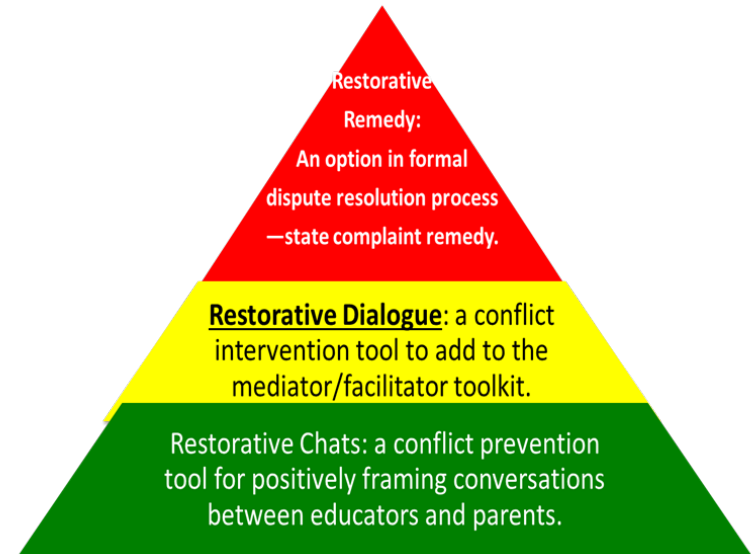 Restorative
Remedy:
An option in formal
dispute resolution process
—state complaint remedy.
Restorative Dialogue: a conflict
intervention tool to add to the
mediator/facilitator toolkit.
Restorative Chats: a conflict prevention
tool for positively framing conversations
between educators and parents.